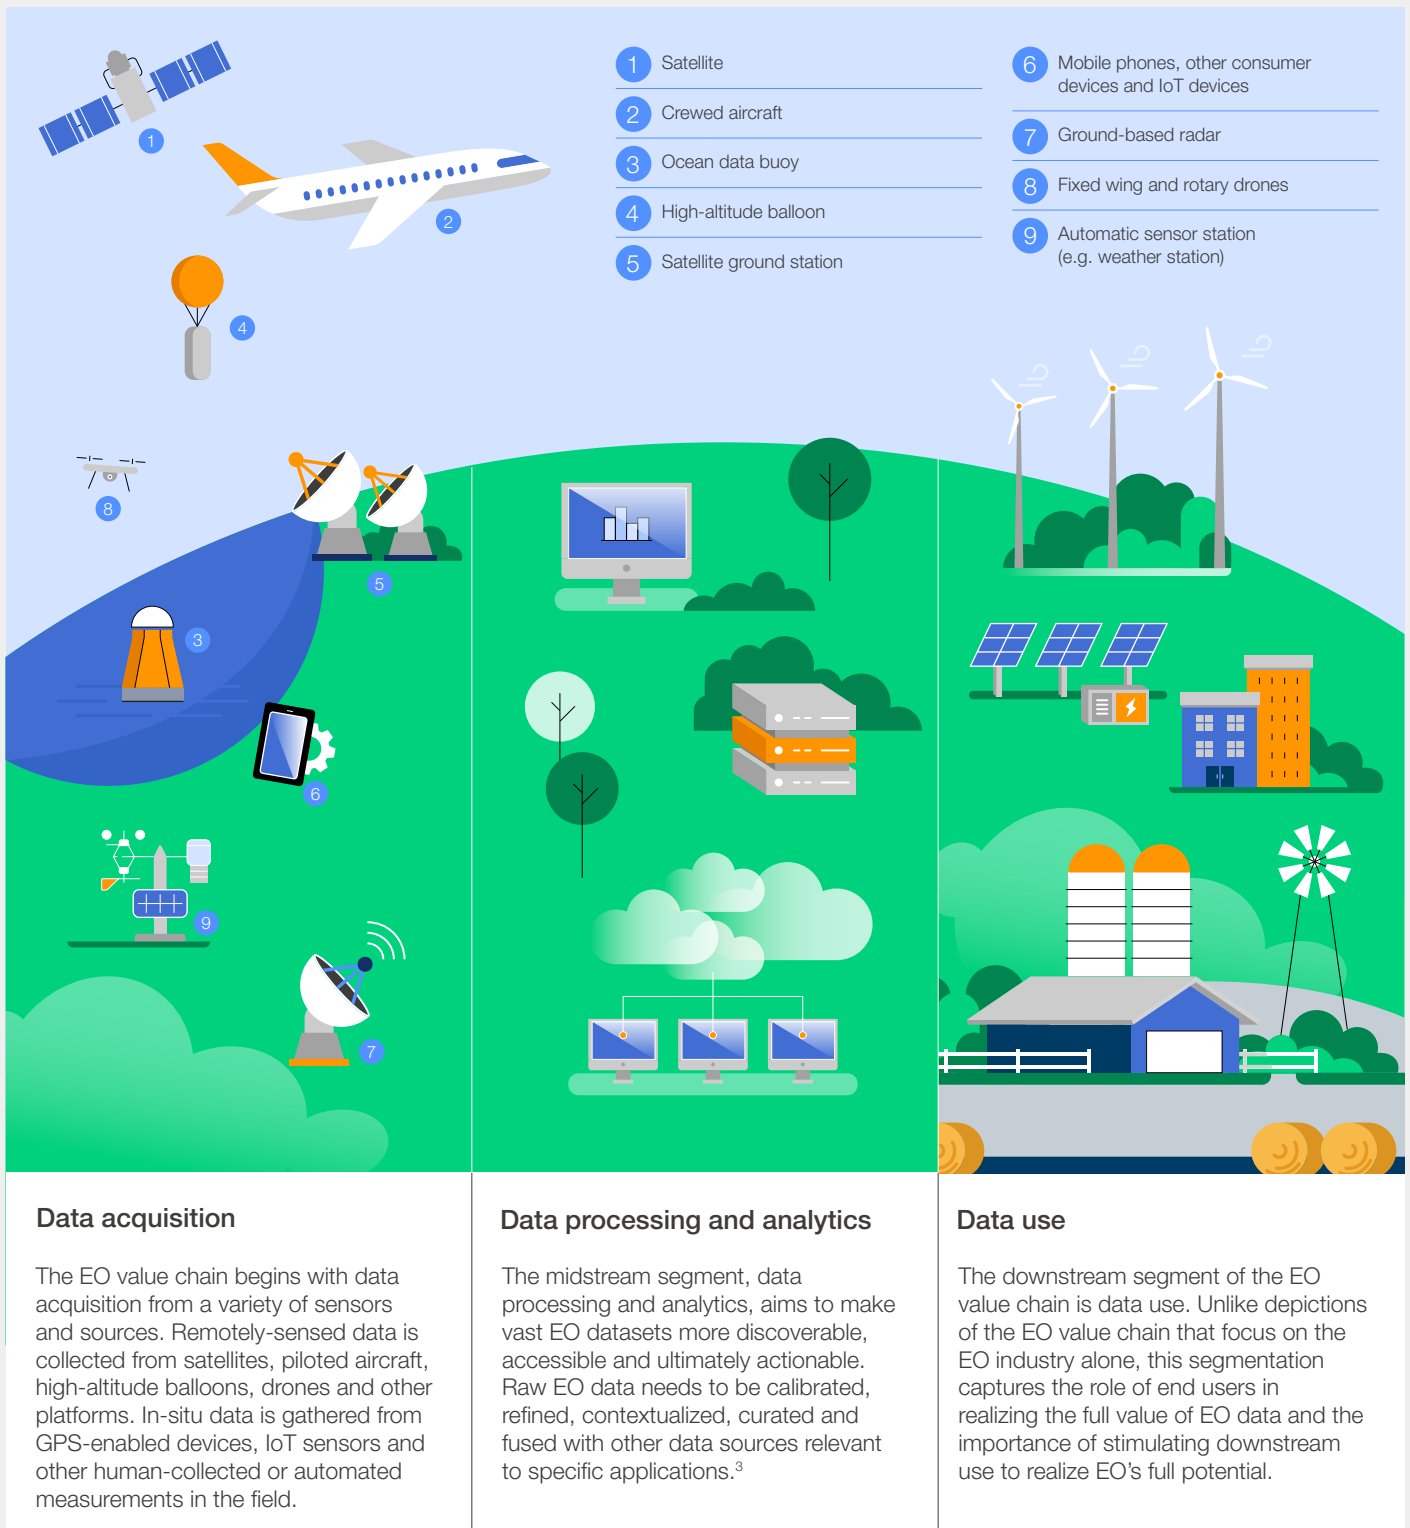 1 Satellite
2 Crewed aircraft
3 Ocean data buoy
4 High-altitude balloon
5 Satellite ground station
6 Mobile phones, other consumer
devices and IoT devices
7 Ground-based radar
8 Fixed wing and rotary drones
9 Automatic sensor station
(e.g. weather station)
1
2
4
8
5
3
6
9
7
Data acquisition
The EO value chain begins with data
acquisition from a variety of sensors
and sources. Remotely-sensed data is
collected from satellites, piloted aircraft,
high-altitude balloons, drones and other
platforms. In-situ data is gathered from
GPS-enabled devices, IoT sensors and
other human-collected or automated
measurements in the field.
Data processing and analytics
The midstream segment, data
processing and analytics, aims to make
vast EO datasets more discoverable,
accessible and ultimately actionable.
Raw EO data needs to be calibrated,
refined, contextualized, curated and
fused with other data sources relevant
to specific applications.3
Data use
The downstream segment of the EO
value chain is data use. Unlike depictions
of the EO value chain that focus on the
EO industry alone, this segmentation
captures the role of end users in
realizing the full value of EO data and the
importance of stimulating downstream
use to realize EO’s full potential.